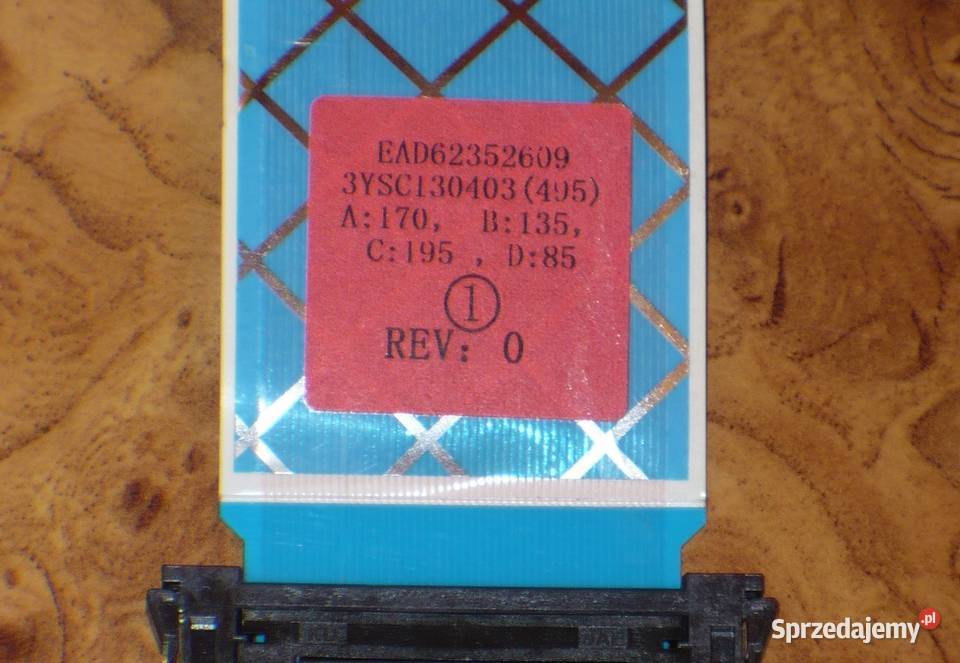 EAD62352609
3YSC130403(495)
A:170, B:135,
C:195 , D:85
1
REV: 0
Sprzedajemy.pl